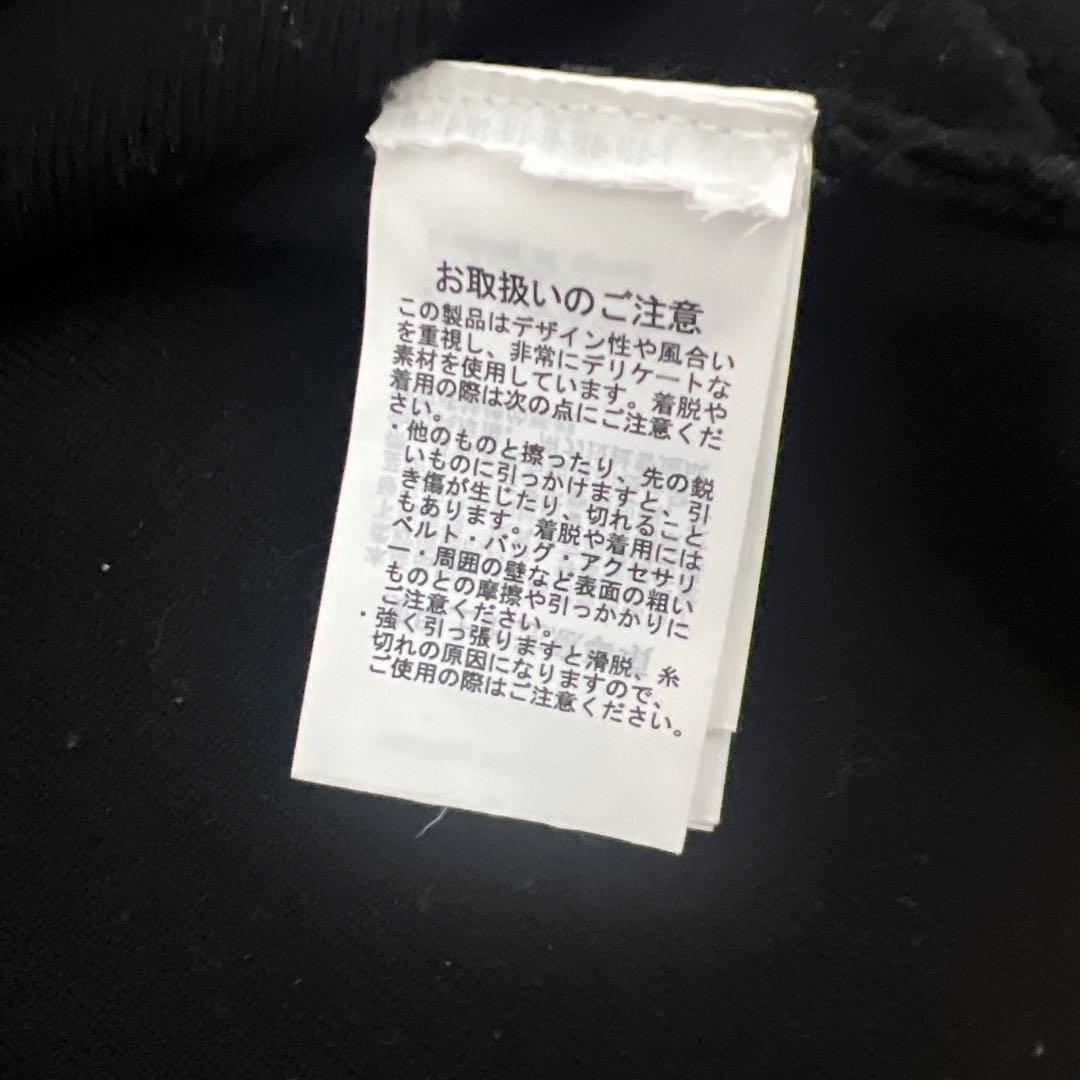 お取扱いのご注意
この製品はデザイン性や風合い
を重視し、非常にデリケートな
素材を使用しています。着脱や
着用の際は次の点にご注意くだ
さい。
・他のものと擦ったり、先の鋭
いものに引っかけますと、引
き傷が生じたり、切れること
もあります。着脱や着用には
ベルト・バッグ・アクセサリ
ー・周囲の壁など表面の粗い
ものとの摩擦や引っかかりに
ご注意ください。
・強く引っ張りますと滑脱、糸
切れの原因になりますので、
ご使用の際はご注意ください。